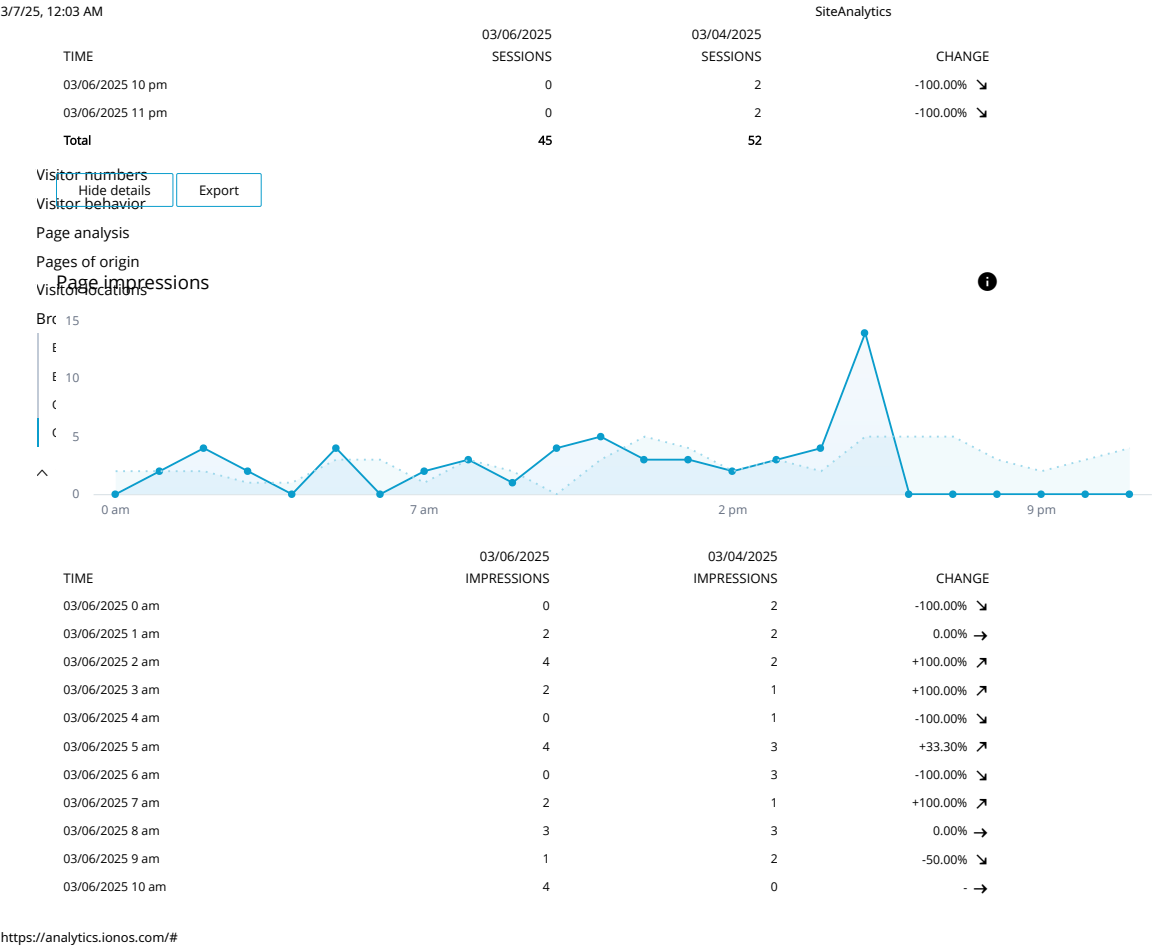 3/7/25, 12:03 AM SiteAnalytics
03/06/2025 03/04/2025
TIME SESSIONS SESSIONS CHANGE
03/06/2025 10 pm 0 2 -100.00%
03/06/2025 11 pm 0 2 -100.00%
Total 45 52
Visitor numbers
Hide details Export
Visitor behavior
Page analysis
Pages of origin
Page impressions
Visitor locations
15
10
5
0
0 am 7 am 2 pm 9 pm
03/06/2025 03/04/2025
TIME IMPRESSIONS IMPRESSIONS CHANGE
03/06/2025 0 am 0 2 -100.00%
03/06/2025 1 am 2 2 0.00%
03/06/2025 2 am 4 2 +100.00%
03/06/2025 3 am 2 1 +100.00%
03/06/2025 4 am 0 1 -100.00%
03/06/2025 5 am 4 3 +33.30%
03/06/2025 6 am 0 3 -100.00%
03/06/2025 7 am 2 1 +100.00%
03/06/2025 8 am 3 3 0.00%
03/06/2025 9 am 1 2 -50.00%
03/06/2025 10 am 4 0 -
https://analytics.ionos.com/#